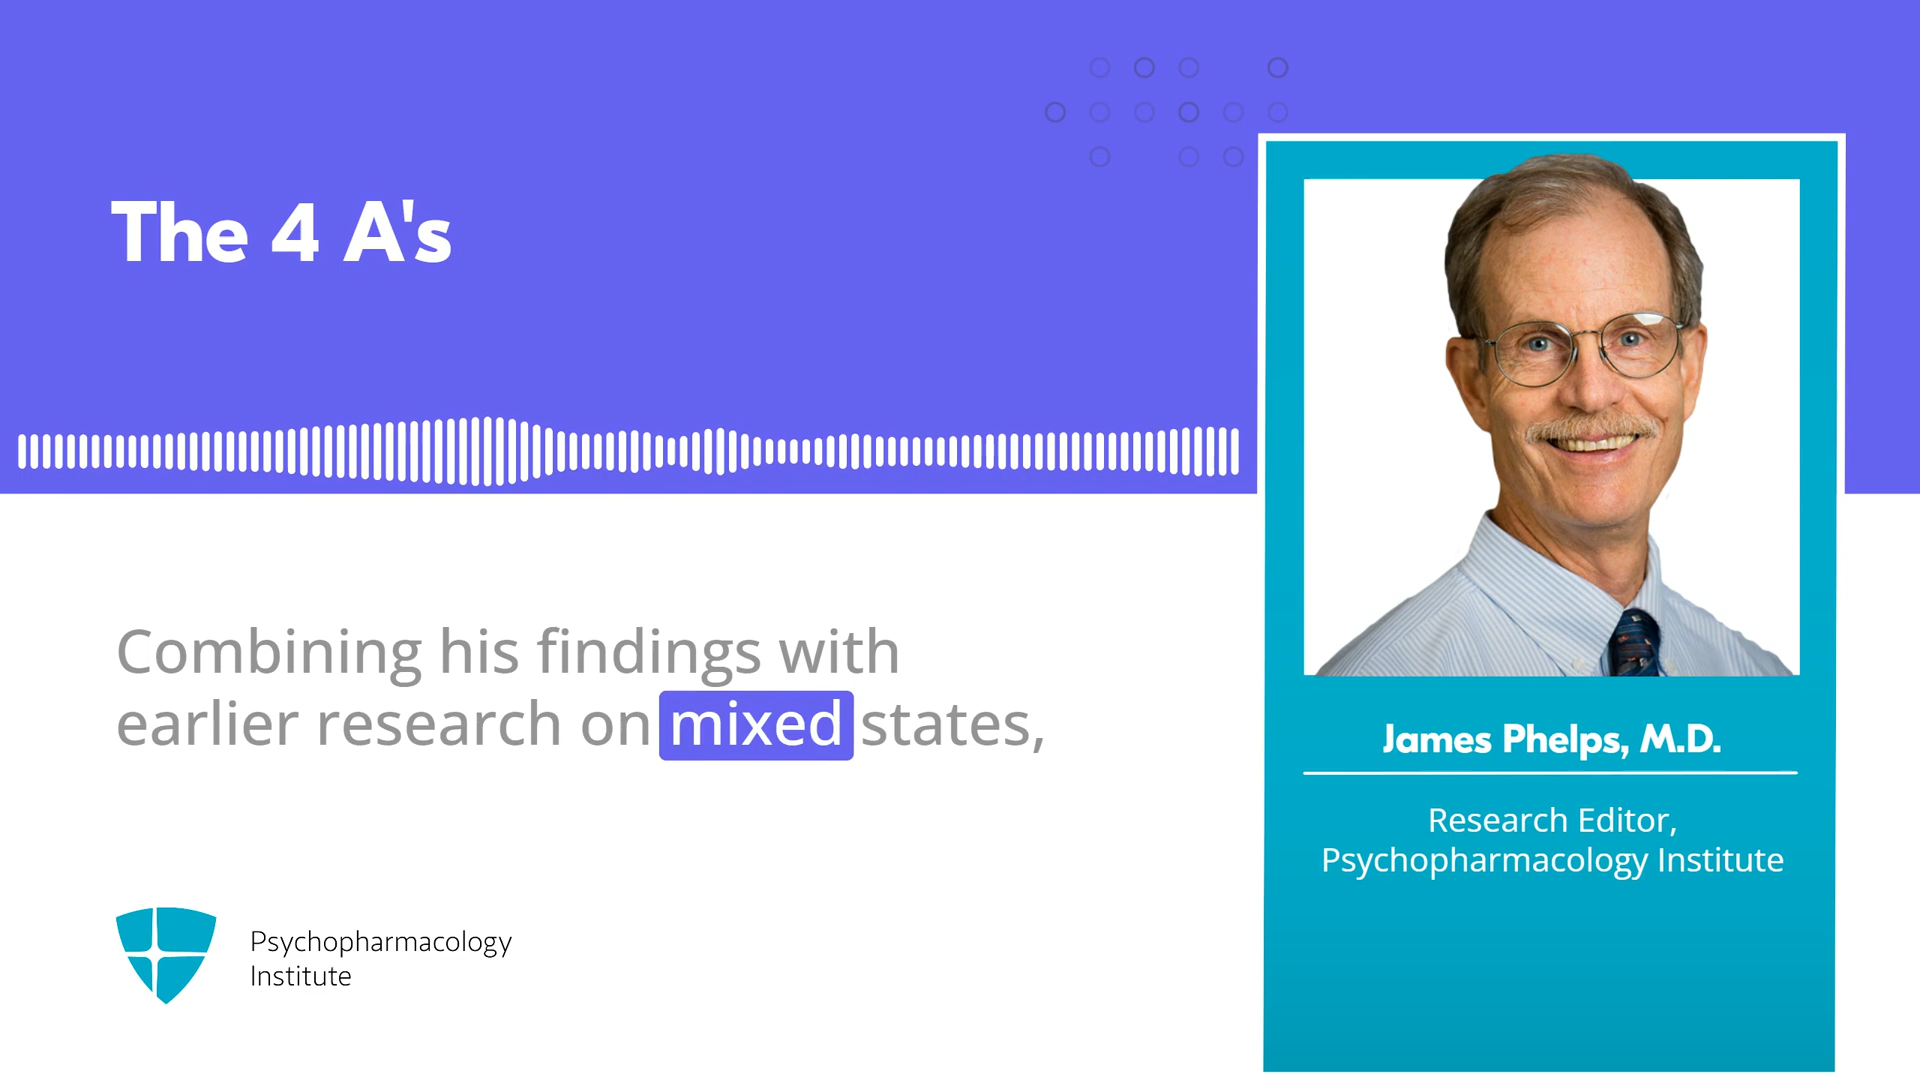 The 4 A's
Combining his findings with
earlier research on mixed states,
James Phelps, M.D.
Research Editor,
Psychopharmacology Institute
Psychopharmacology
Institute